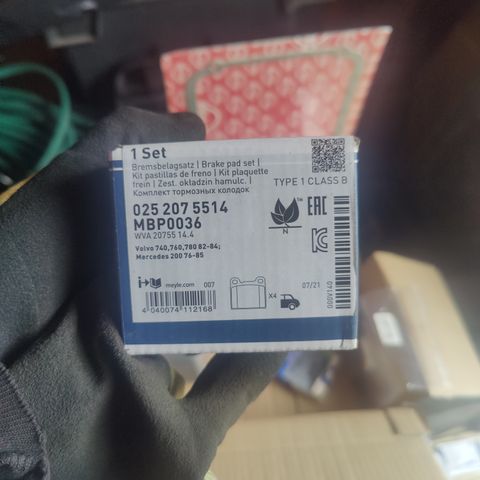 1 Set
Bremsbelagsatz | Brake pad set |
Kit pastillas de freno | Kit plaquette
frein | Zest. okładzin hamulc. |
Комплект тормозных колодок
TYPE 1 CLASS B
025 207 5514
MBP0036
WVA 20755 14.4
Volvo 740,760,780 82-84;
Mercedes 200 76-85
N
EAC
meyle.com
007
4 040074 112168
X4
07/21
000V140